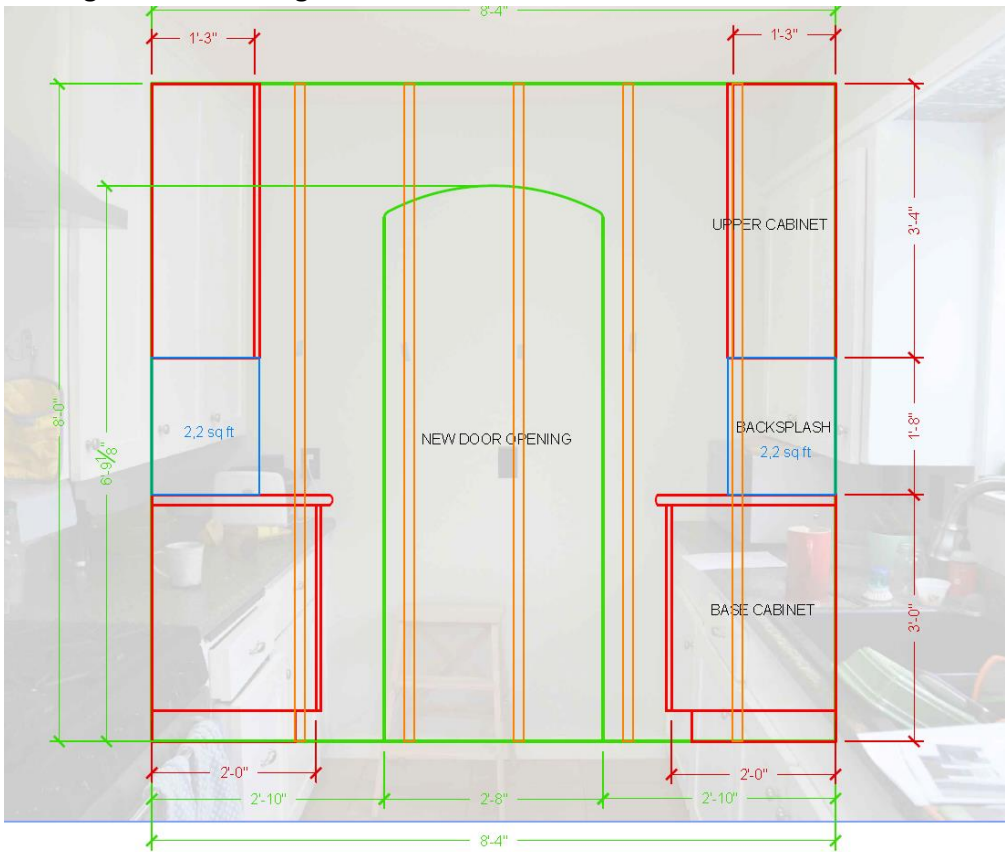 8'-4"
1'-3"
1'-3"
UPPER CABINET
3'-4"
8'-0"
6'-9⅞"
2,2 sq ft
NEW DOOR OPENING
BACKSPLASH
2,2 sq ft
1'-8"
BASE CABINET
3'-0"
2'-0"
2'-0"
2'-10"
2'-8"
2'-10"
8'-4"